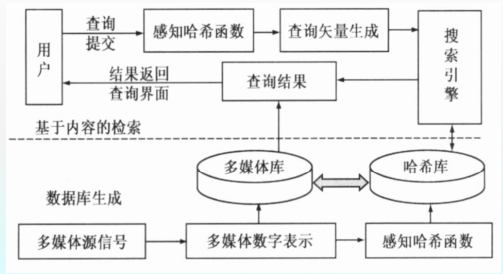 用户
查询
提交
感知哈希函数
查询矢量生成
搜索引擎
结果返回
查询界面
查询结果
基于内容的检索
多媒体库
哈希库
数据库生成
多媒体源信号
多媒体数字表示
感知哈希函数